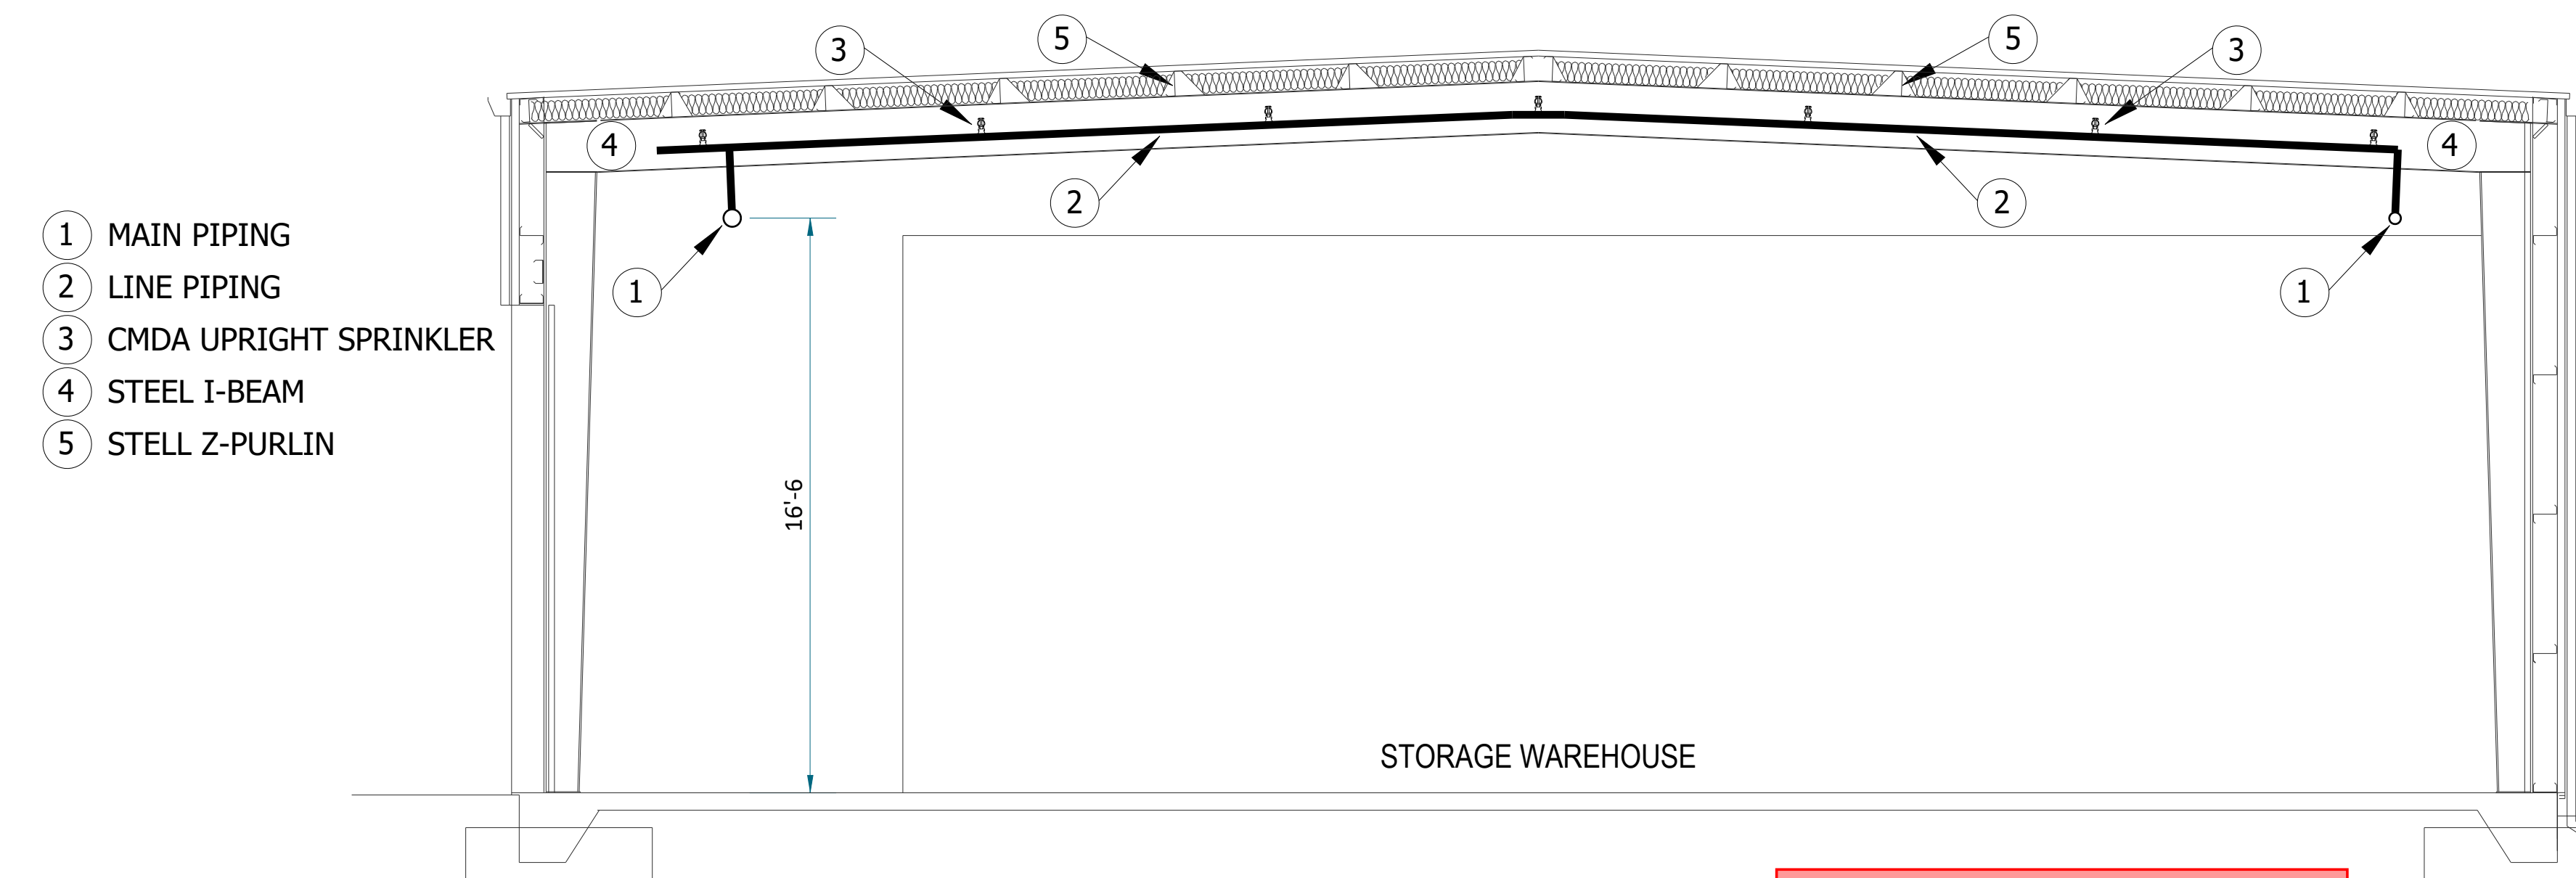 3
5
5
3
4
4
2
2
1 MAIN PIPING
2 LINE PIPING
3 CMDA UPRIGHT SPRINKLER
4 STEEL I-BEAM
5 STELL Z-PURLIN
1
1
16'-6
STORAGE WAREHOUSE